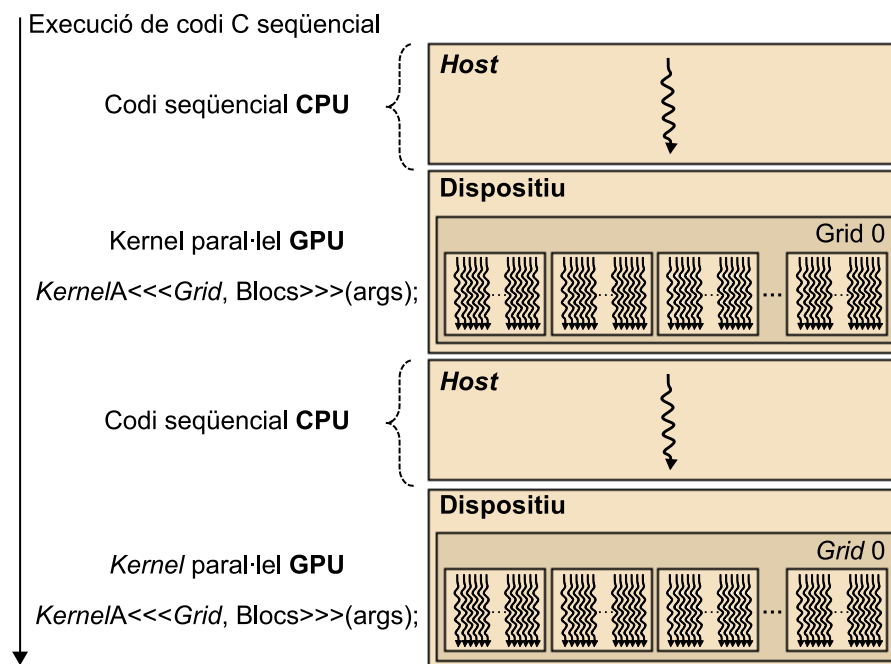 Execució de codi C seqüencial
Host
Codi seqüencial CPU
Dispositiu
Grid 0
Kernel paral·lel GPU
KernelA<<<Grid, Blocs>>>(args);
...
Host
Codi seqüencial CPU
Dispositiu
Grid 0
Kernel paral·lel GPU
KernelA<<<Grid, Blocs>>>(args);
...